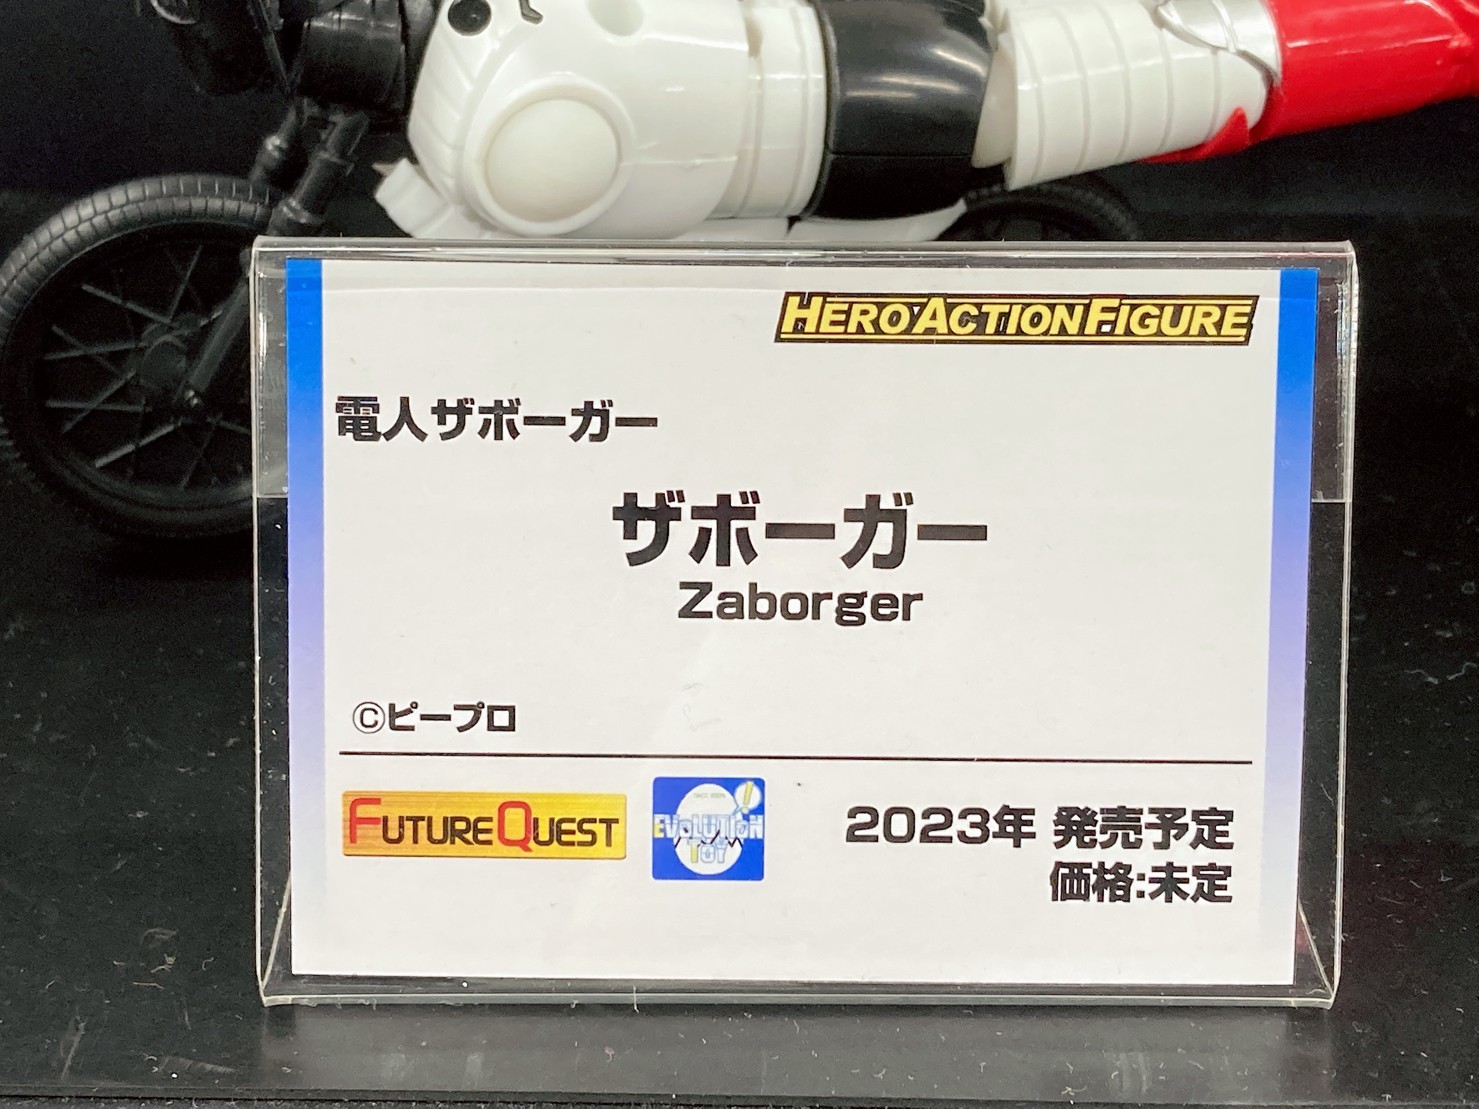 HERO ACTION FIGURE
電人ザボーガー
ザボーガー
Zaborger
©ピープロ
FUTURE QUEST
EVOLUTION
TOY
2023年 発売予定
価格:未定